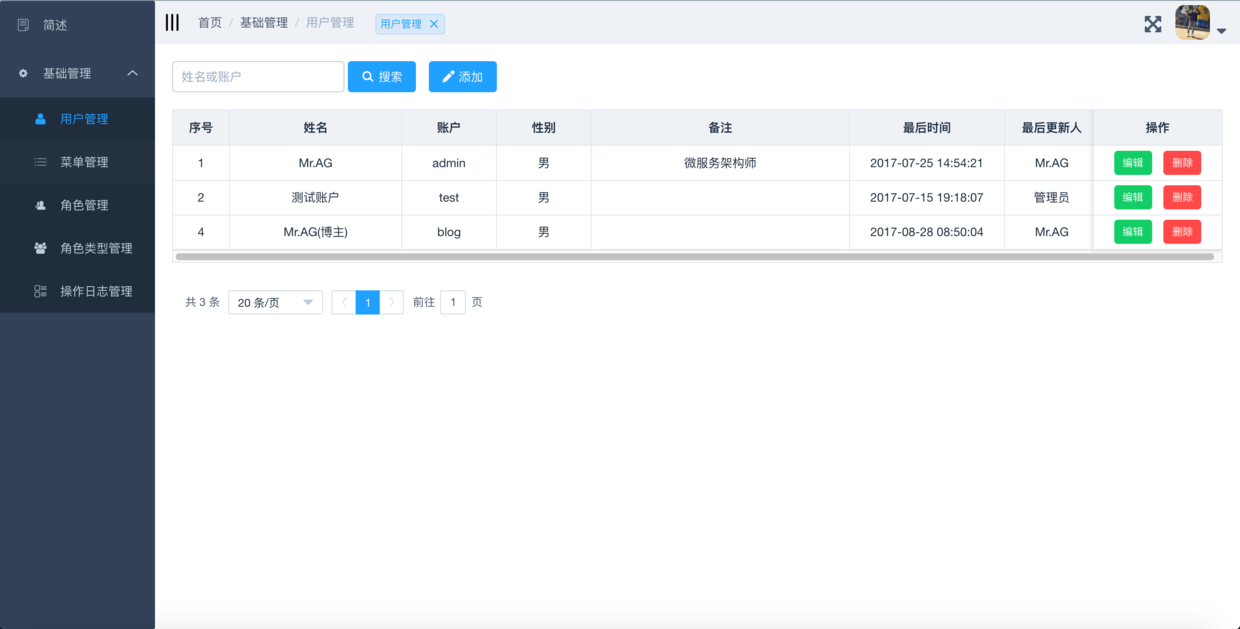 简述
基础管理
用户管理
菜单管理
角色管理
角色类型管理
操作日志管理
首页 / 基础管理 / 用户管理 用户管理
姓名或账户 搜索 添加
序号 姓名 账户 性别 备注 最后时间 最后更新人 操作
1 Mr.AG admin 男 微服务架构师 2017-07-25 14:54:21 Mr.AG 编辑 删除
2 测试账户 test 男 2017-07-15 19:18:07 管理员 编辑 删除
4 Mr.AG(博主) blog 男 2017-08-28 08:50:04 Mr.AG 编辑 删除
共 3 条 20 条/页 1 前往 1 页